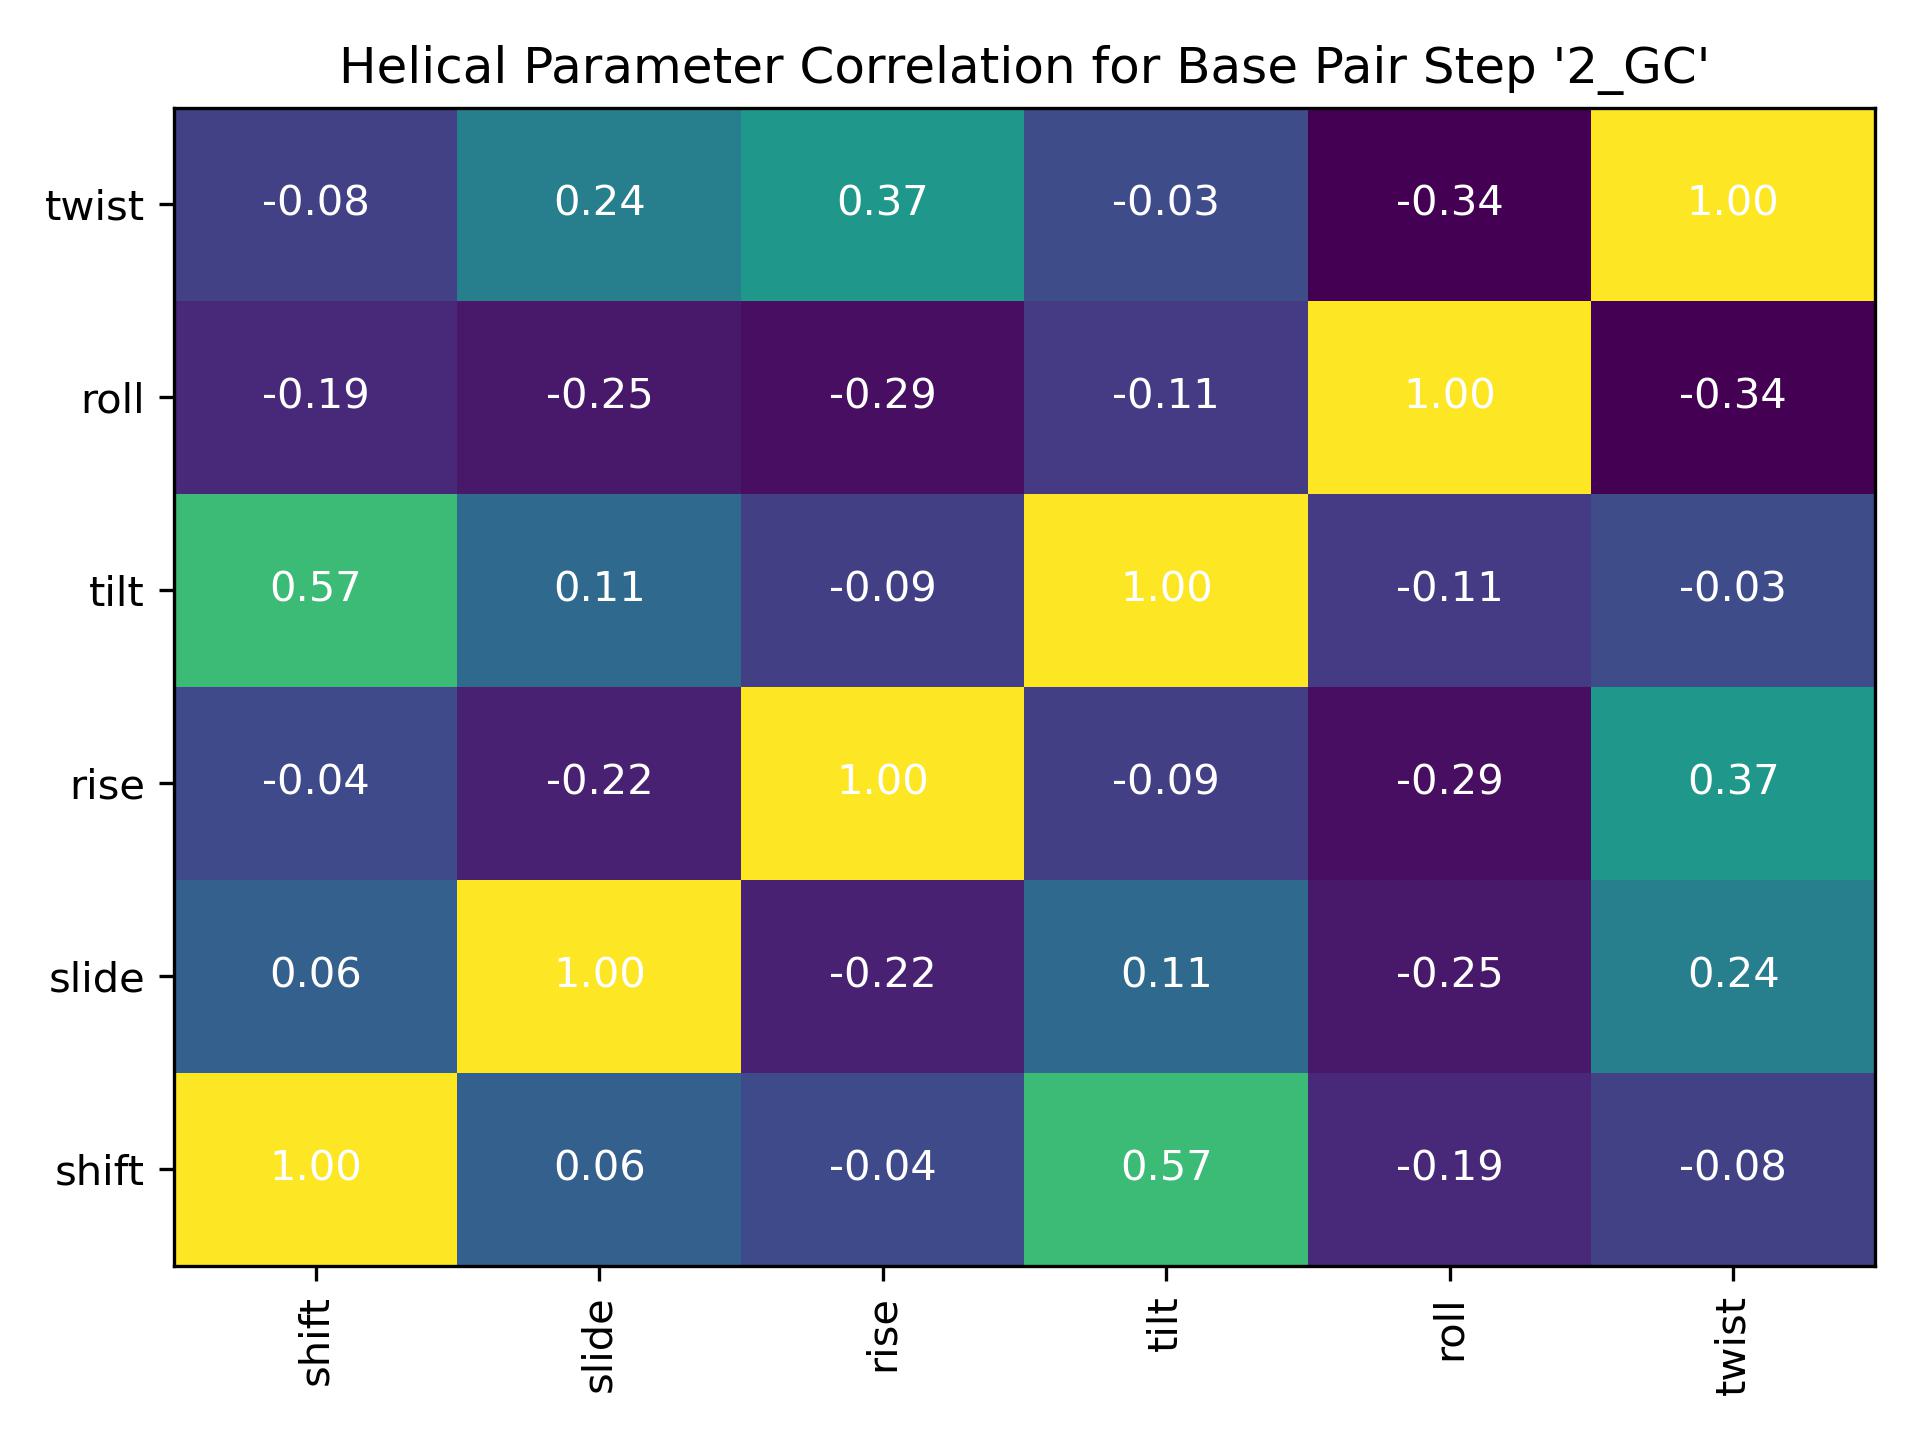 Helical Parameter Correlation for Base Pair Step '2_GC'
twist -0.08 0.24 0.37 -0.03 -0.34 1.00
roll -0.19 -0.25 -0.29 -0.11 1.00 -0.34
tilt 0.57 0.11 -0.09 1.00 -0.11 -0.03
rise -0.04 -0.22 1.00 -0.09 -0.29 0.37
slide 0.06 1.00 -0.22 0.11 -0.25 0.24
shift 1.00 0.06 -0.04 0.57 -0.19 -0.08
shift slide rise tilt roll twist